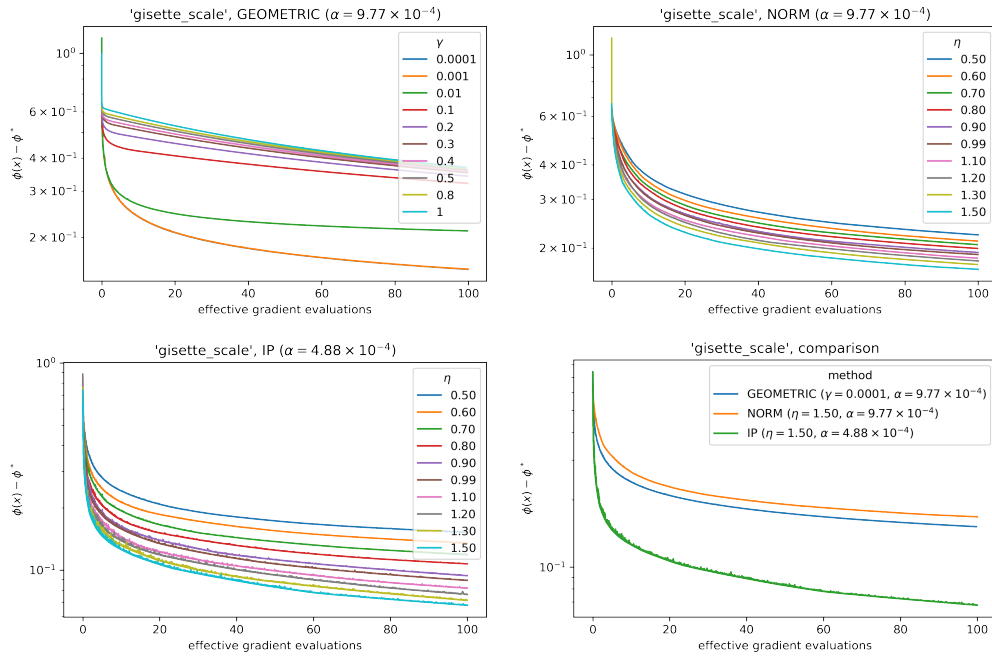 'gisette_scale', GEOMETRIC (α = 9.77 × 10⁻⁴)
ϕ(x) − ϕ*
10⁰
6 × 10⁻¹
4 × 10⁻¹
3 × 10⁻¹
2 × 10⁻¹
γ
0.0001
0.001
0.01
0.1
0.2
0.3
0.4
0.5
0.8
1
0 20 40 60 80 100
effective gradient evaluations
'gisette_scale', NORM (α = 9.77 × 10⁻⁴)
ϕ(x) − ϕ*
10⁰
6 × 10⁻¹
4 × 10⁻¹
3 × 10⁻¹
2 × 10⁻¹
η
0.50
0.60
0.70
0.80
0.90
0.99
1.10
1.20
1.30
1.50
0 20 40 60 80 100
effective gradient evaluations
'gisette_scale', IP (α = 4.88 × 10⁻⁴)
ϕ(x) − ϕ*
10⁰
10⁻¹
η
0.50
0.60
0.70
0.80
0.90
0.99
1.10
1.20
1.30
1.50
0 20 40 60 80 100
effective gradient evaluations
'gisette_scale', comparison
ϕ(x) − ϕ*
10⁻¹
method
GEOMETRIC (γ = 0.0001, α = 9.77 × 10⁻⁴)
NORM (η = 1.50, α = 9.77 × 10⁻⁴)
IP (η = 1.50, α = 4.88 × 10⁻⁴)
0 20 40 60 80 100
effective gradient evaluations